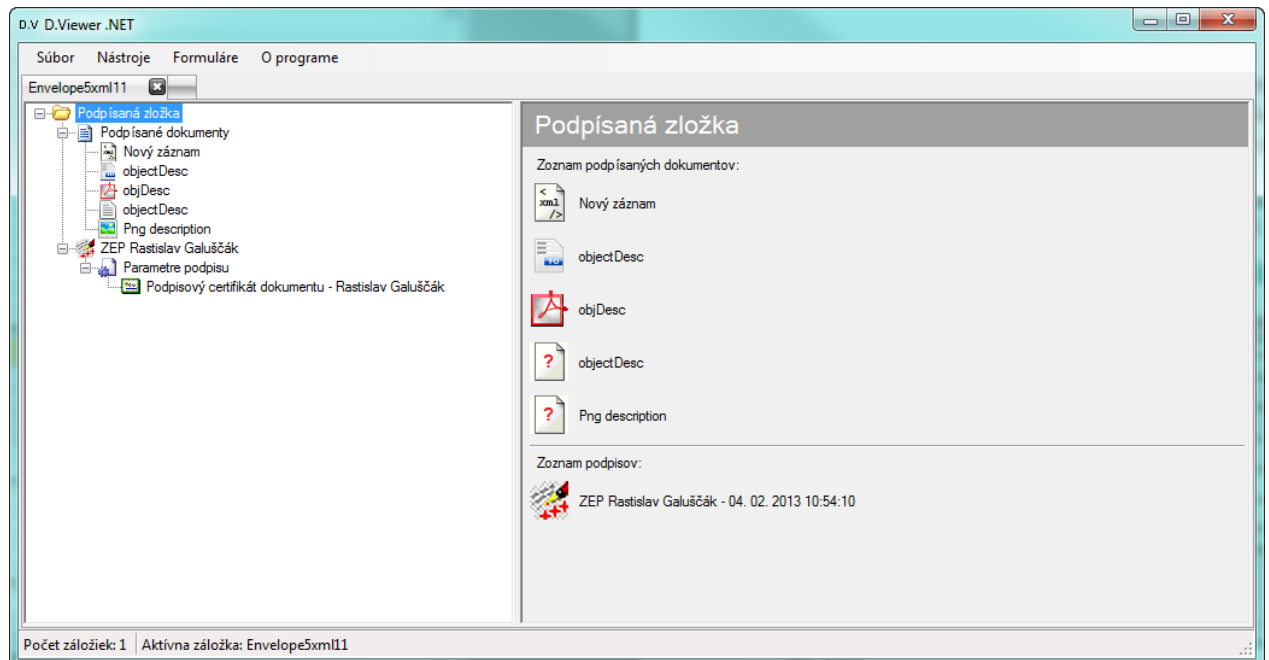 D.V D.Viewer .NET
Súbor Nástroje Formuláre O programe
Envelope5xml11
Podpísaná zložka
Podpísané dokumenty
Nový záznam
objectDesc
objDesc
objectDesc
Png description
ZEP Rastislav Galuščák
Parametre podpisu
Podpisový certifikát dokumentu - Rastislav Galuščák
Podpísaná zložka
Zoznam podpísaných dokumentov:
< xml />
Nový záznam
objectDesc
objDesc
? objectDesc
? Png description
Zoznam podpisov:
ZEP Rastislav Galuščák - 04. 02. 2013 10:54:10
Počet záložiek: 1 Aktívna záložka: Envelope5xml11